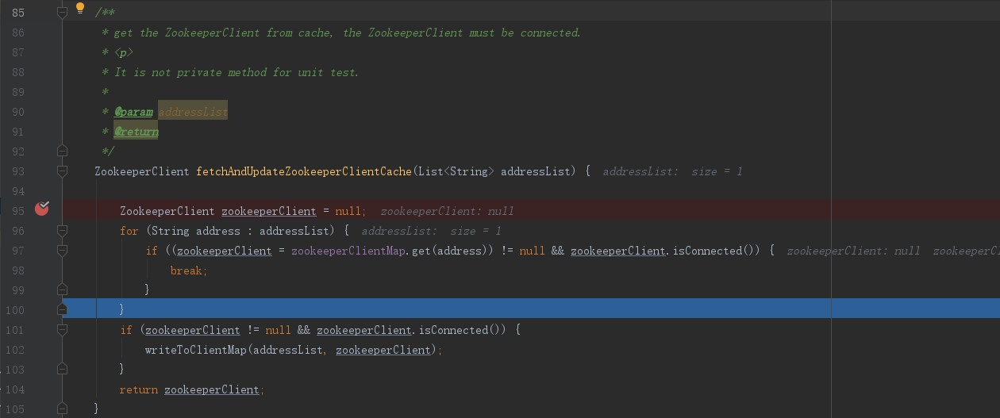 85 /**
86 * get the ZookeeperClient from cache, the ZookeeperClient must be connected.
87 * <p>
88 * It is not private method for unit test.
89 *
90 * @param addressList
91 * @return
92 */
93 ZookeeperClient fetchAndUpdateZookeeperClientCache(List<String> addressList) { addressList: size = 1
94
95 ZookeeperClient zookeeperClient = null; zookeeperClient: null
96 for (String address : addressList) { addressList: size = 1
97 if ((zookeeperClient = zookeeperClientMap.get(address)) != null && zookeeperClient.isConnected()) { zookeeperClient: null
98 break;
99 }
100 }
101 if (zookeeperClient != null && zookeeperClient.isConnected()) {
102 writeToClientMap(addressList, zookeeperClient);
103 }
104 return zookeeperClient;
105 }